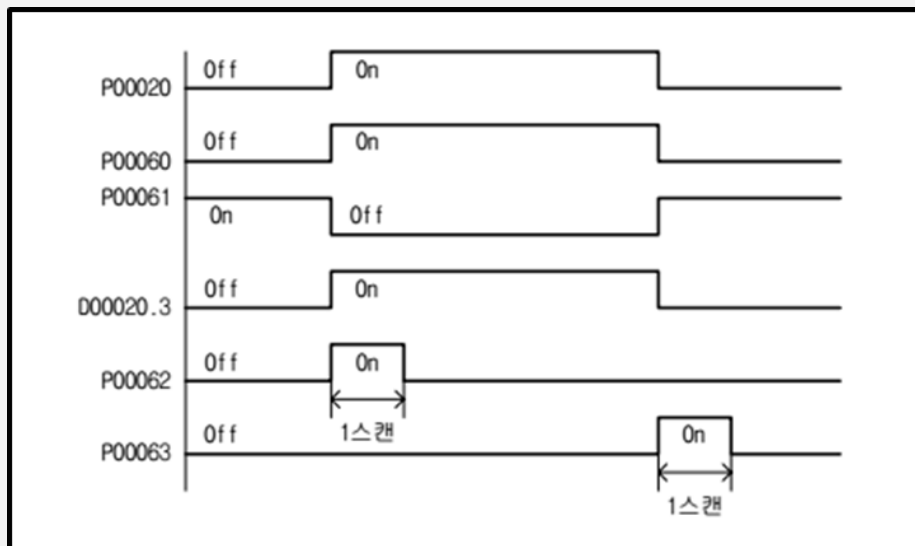 P00020 Off On
P00060 Off On
P00061 On Off
D00020.3 Off On
P00062 Off On
1스캔
P00063 Off On
1스캔